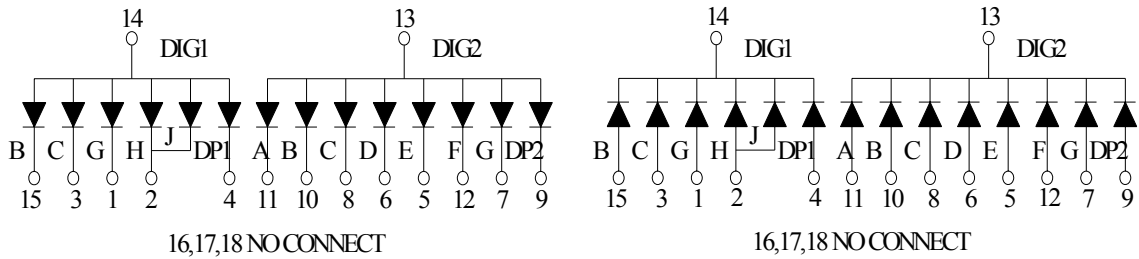 14 13 14 13
DIG1 DIG2 DIG1 DIG2
B C G H J DP1 A B C D E F G DP2 B C G H J DP1 A B C D E F G DP2
15 3 1 2 4 11 10 8 6 5 12 7 9 15 3 1 2 4 11 10 8 6 5 12 7 9
16,17,18 NO CONNECT 16,17,18 NO CONNECT